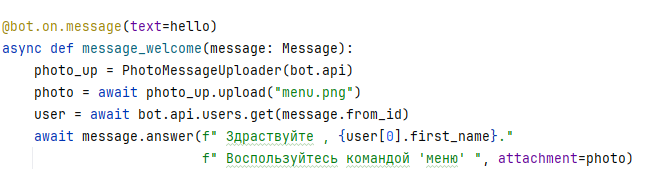 @bot.on.message(text=hello)
async def message_welcome(message: Message):
    photo_up = PhotoMessageUploader(bot.api)
    photo = await photo_up.upload("menu.png")
    user = await bot.api.users.get(message.from_id)
    await message.answer(f" Здраствуйте , {user[0].first_name}."
                         f" Воспользуйтесь командой 'меню' ", attachment=photo)